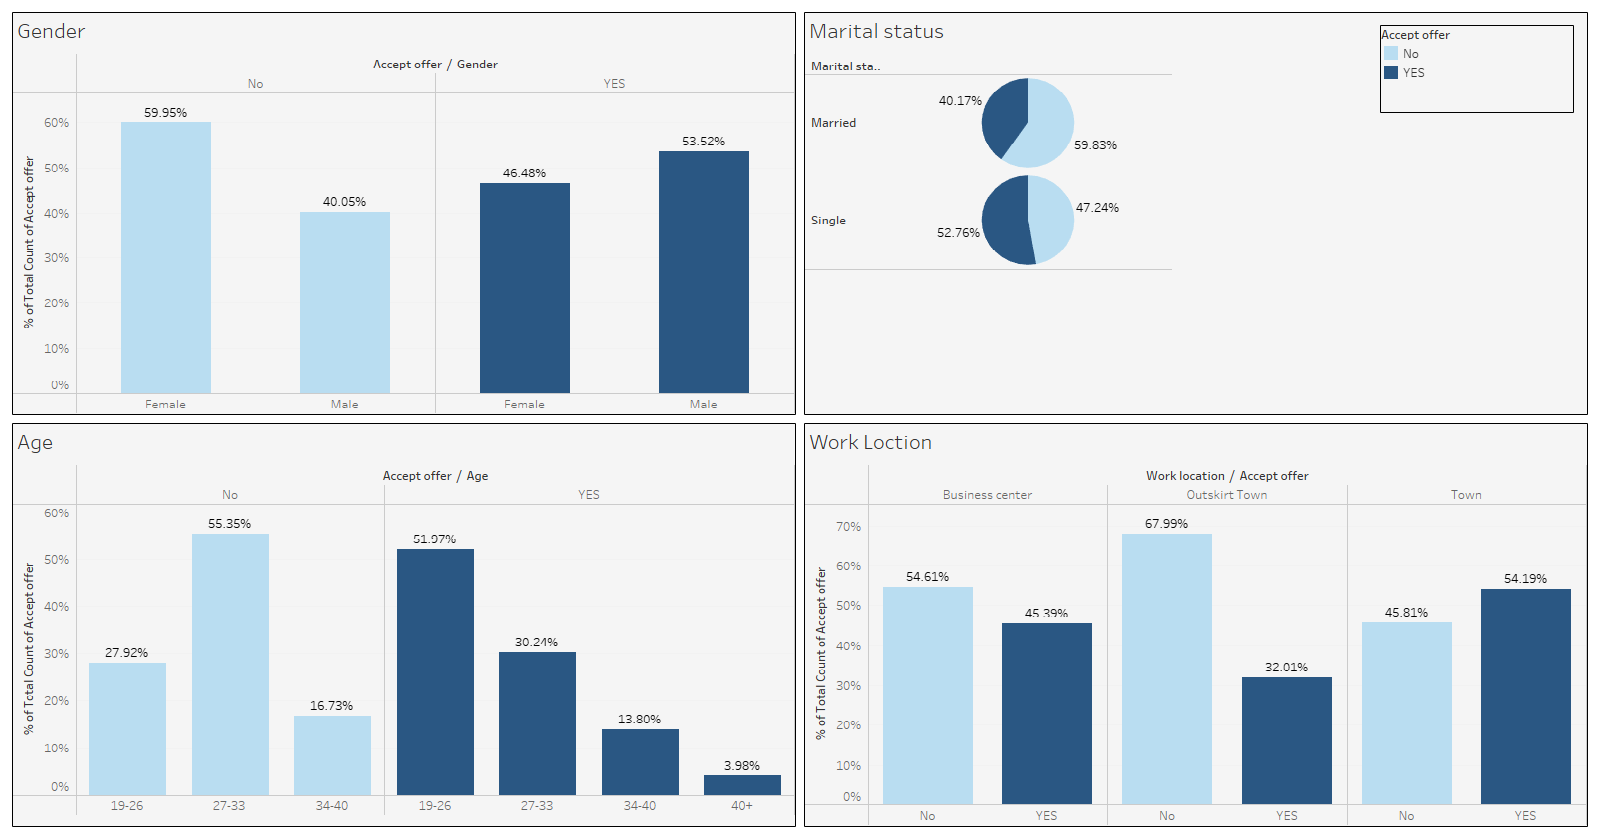 Gender
Accept offer / Gender
No
YES
% of Total Count of Accept offer
60%
50%
40%
30%
20%
10%
0%
59.95%
40.05%
46.48%
53.52%
Female
Male
Female
Male
Marital status
Marital sta..
Married
40.17%
59.83%
Single
47.24%
52.76%
Accept offer
No
YES
Age
Accept offer / Age
No
YES
% of Total Count of Accept offer
60%
50%
40%
30%
20%
10%
0%
27.92%
55.35%
16.73%
51.97%
30.24%
13.80%
3.98%
19-26
27-33
34-40
19-26
27-33
34-40
40+
Work Loction
Work location / Accept offer
Business center
Outskirt Town
Town
% of Total Count of Accept offer
70%
60%
50%
40%
30%
20%
10%
0%
54.61%
45.39%
67.99%
32.01%
45.81%
54.19%
No
YES
No
YES
No
YES